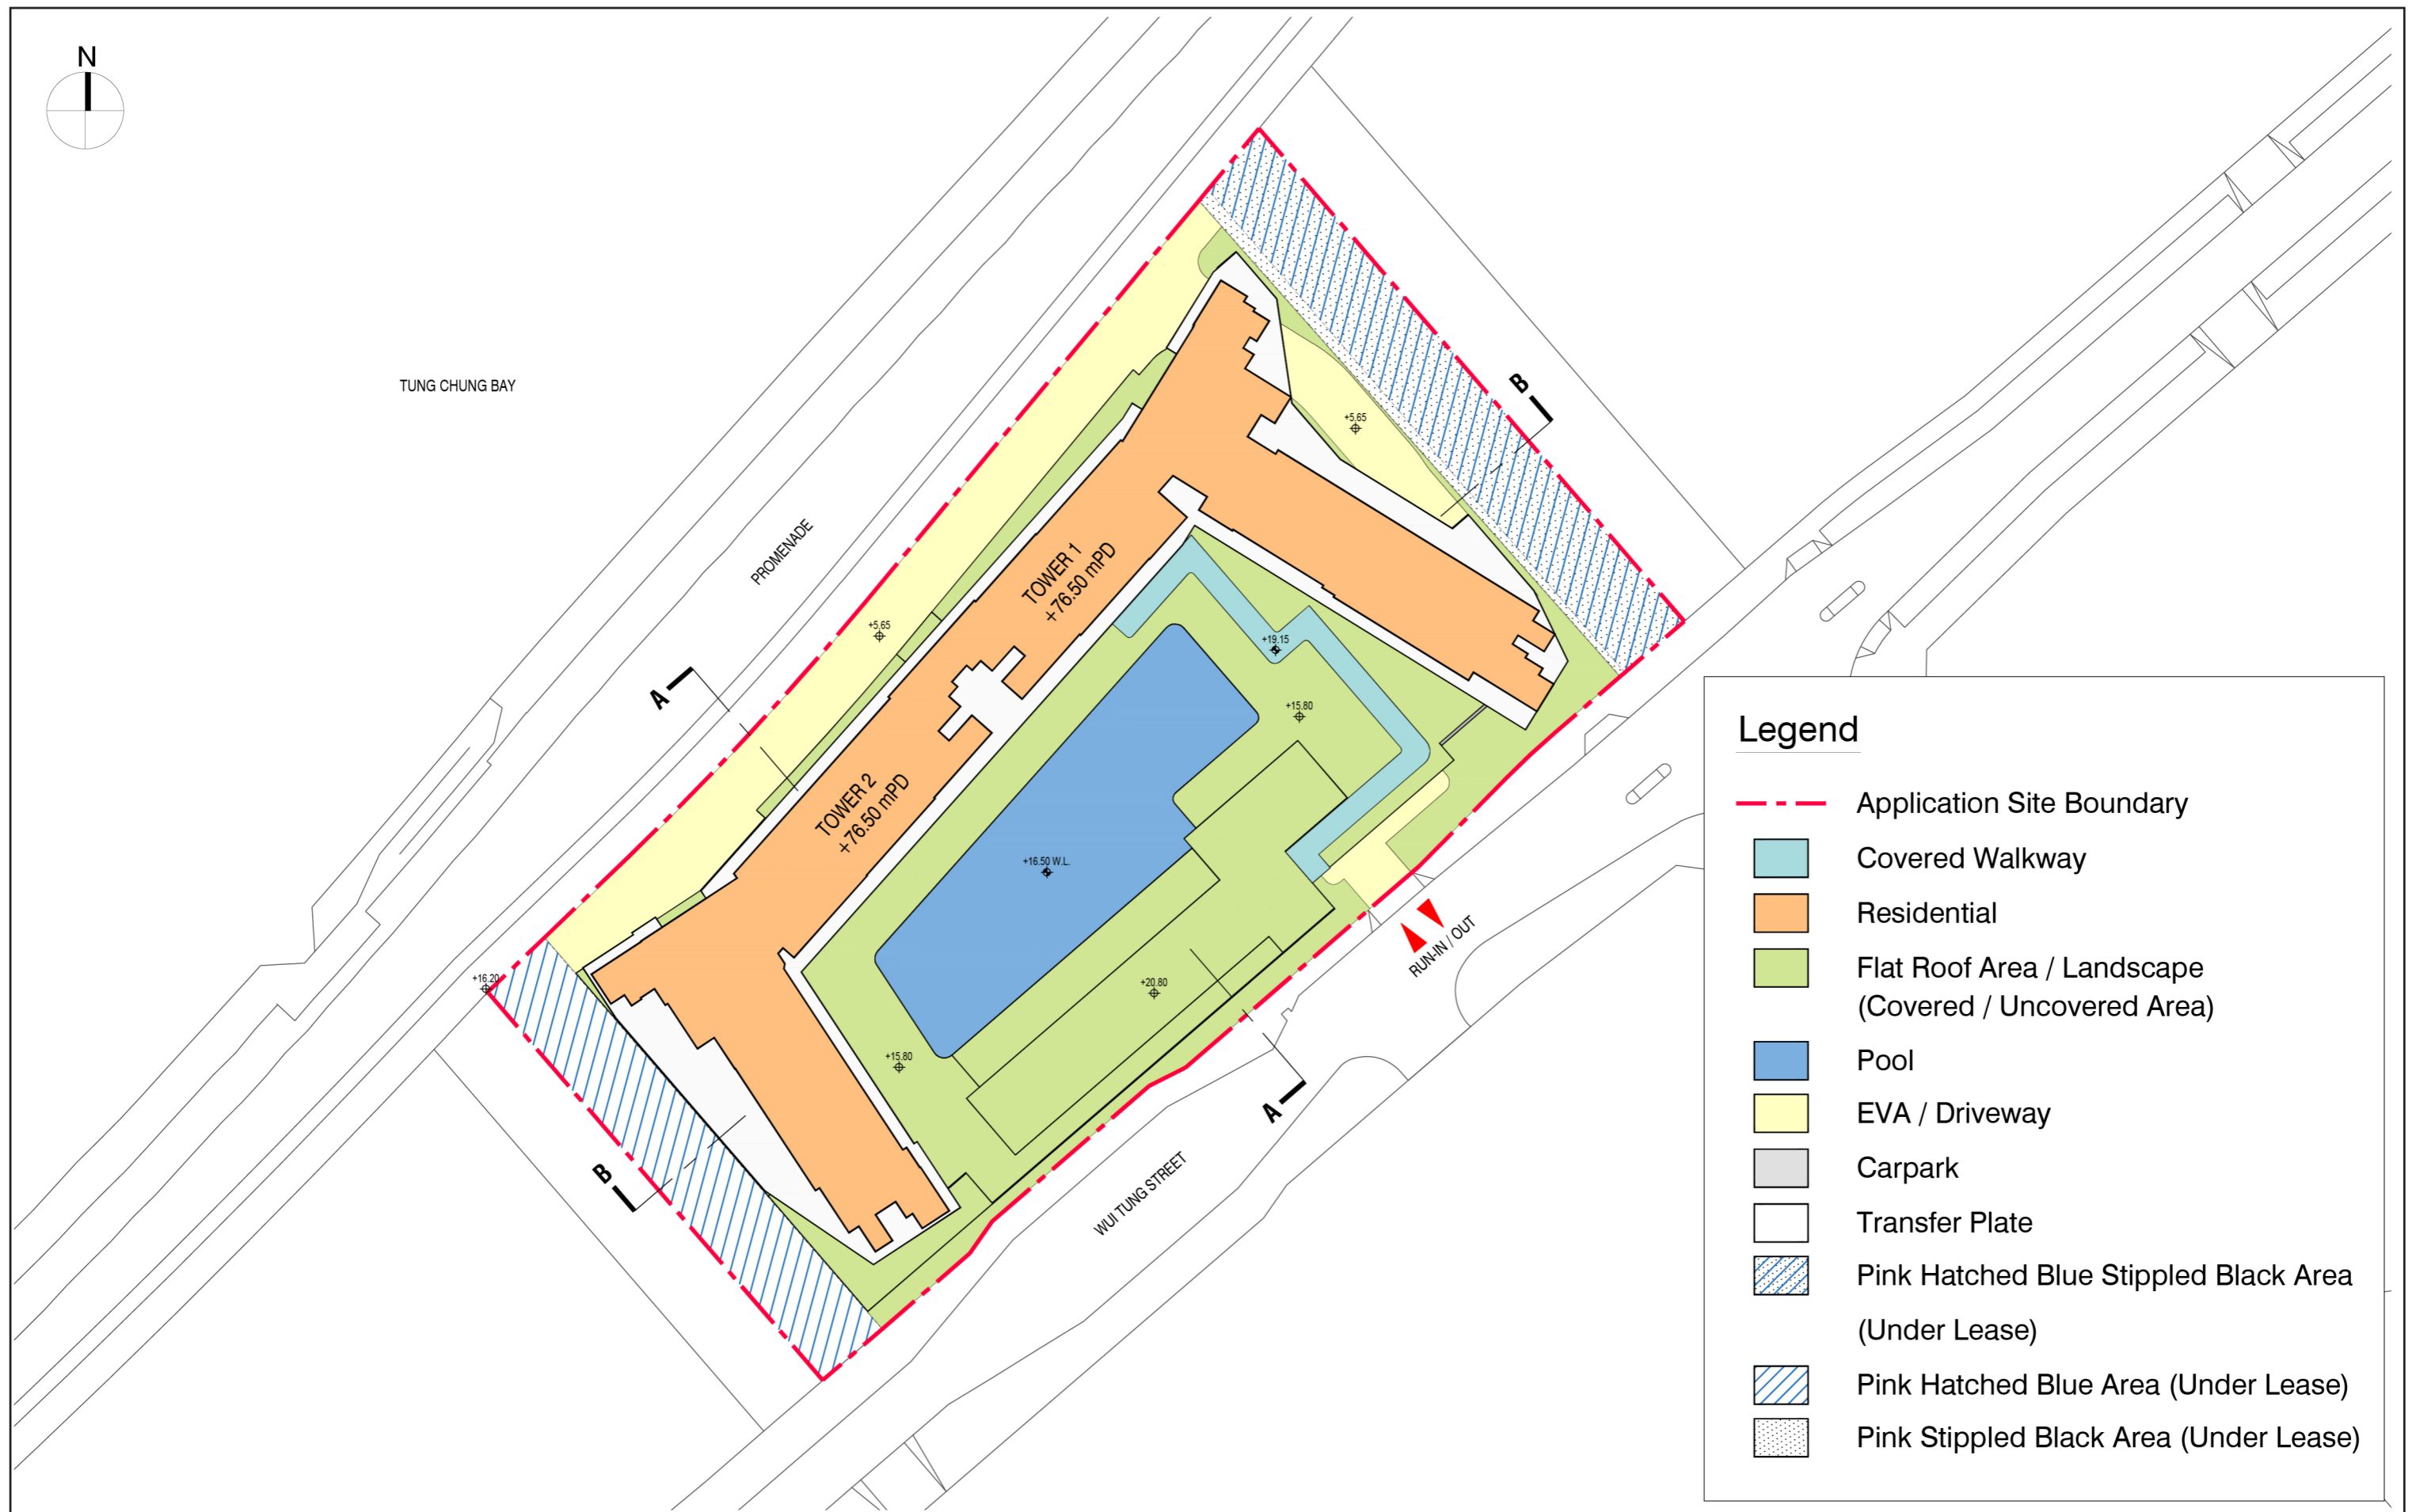 N
TUNG CHUNG BAY
PROMENADE
B
+5.65
TOWER 1
+76.50 mPD
+5.65
+19.15
A
+15.80
TOWER 2
+76.50 mPD
+16.50 W.L.
RUN-IN / OUT
+16.20
+20.80
+15.80
A
B
WUI TUNG STREET
Legend
Application Site Boundary
Covered Walkway
Residential
Flat Roof Area / Landscape
(Covered / Uncovered Area)
Pool
EVA / Driveway
Carpark
Transfer Plate
Pink Hatched Blue Stippled Black Area
(Under Lease)
Pink Hatched Blue Area (Under Lease)
Pink Stippled Black Area (Under Lease)